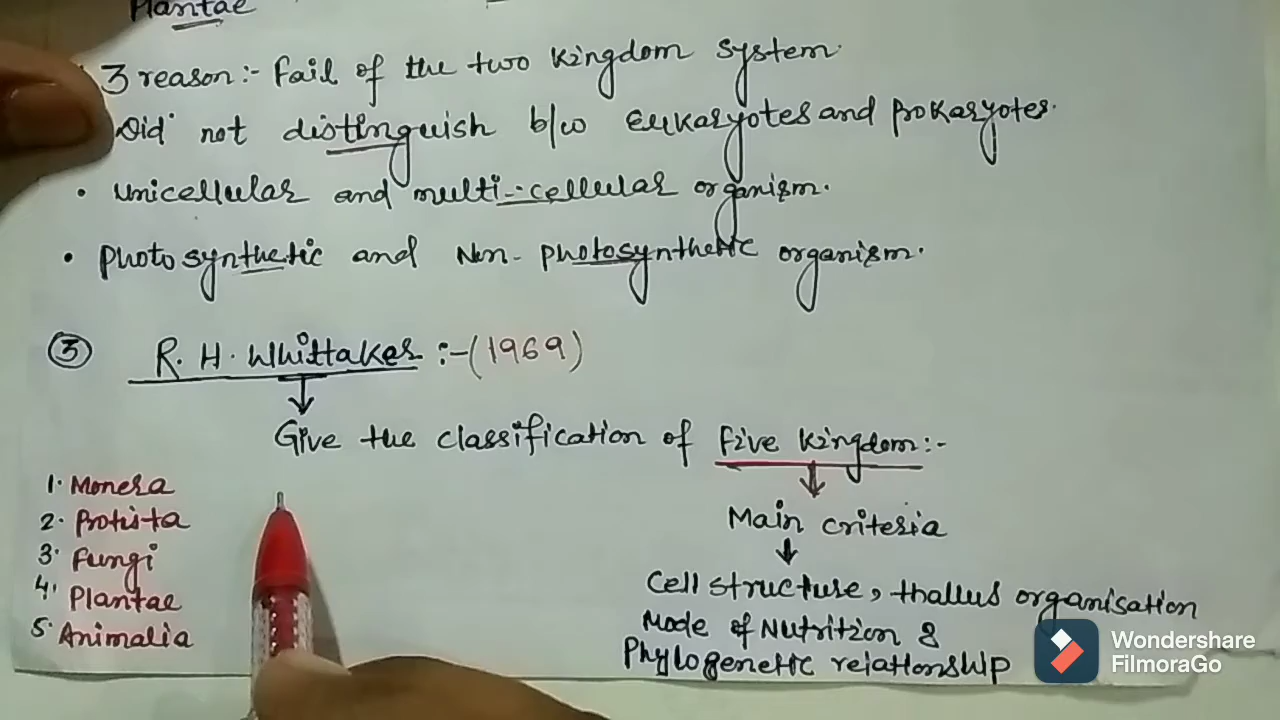 Plantae
3 reason:- Fail of the two kingdom system.
Did not distinguish b/w Eukaryotes and Prokaryotes.
• unicellular and multi-cellular organism.
• Photosynthetic and Non-photosynthetic organism.
③ R. H. Whittaker :-(1969)
Give the classification of five kingdom:-
1. Monera
2. Protista
3. Fungi
4. Plantae
5. Animalia
Main criteria
Cell structure, thallus organisation
Mode of Nutrition &
Phylogenetic relationship
Wondershare
FilmoraGo